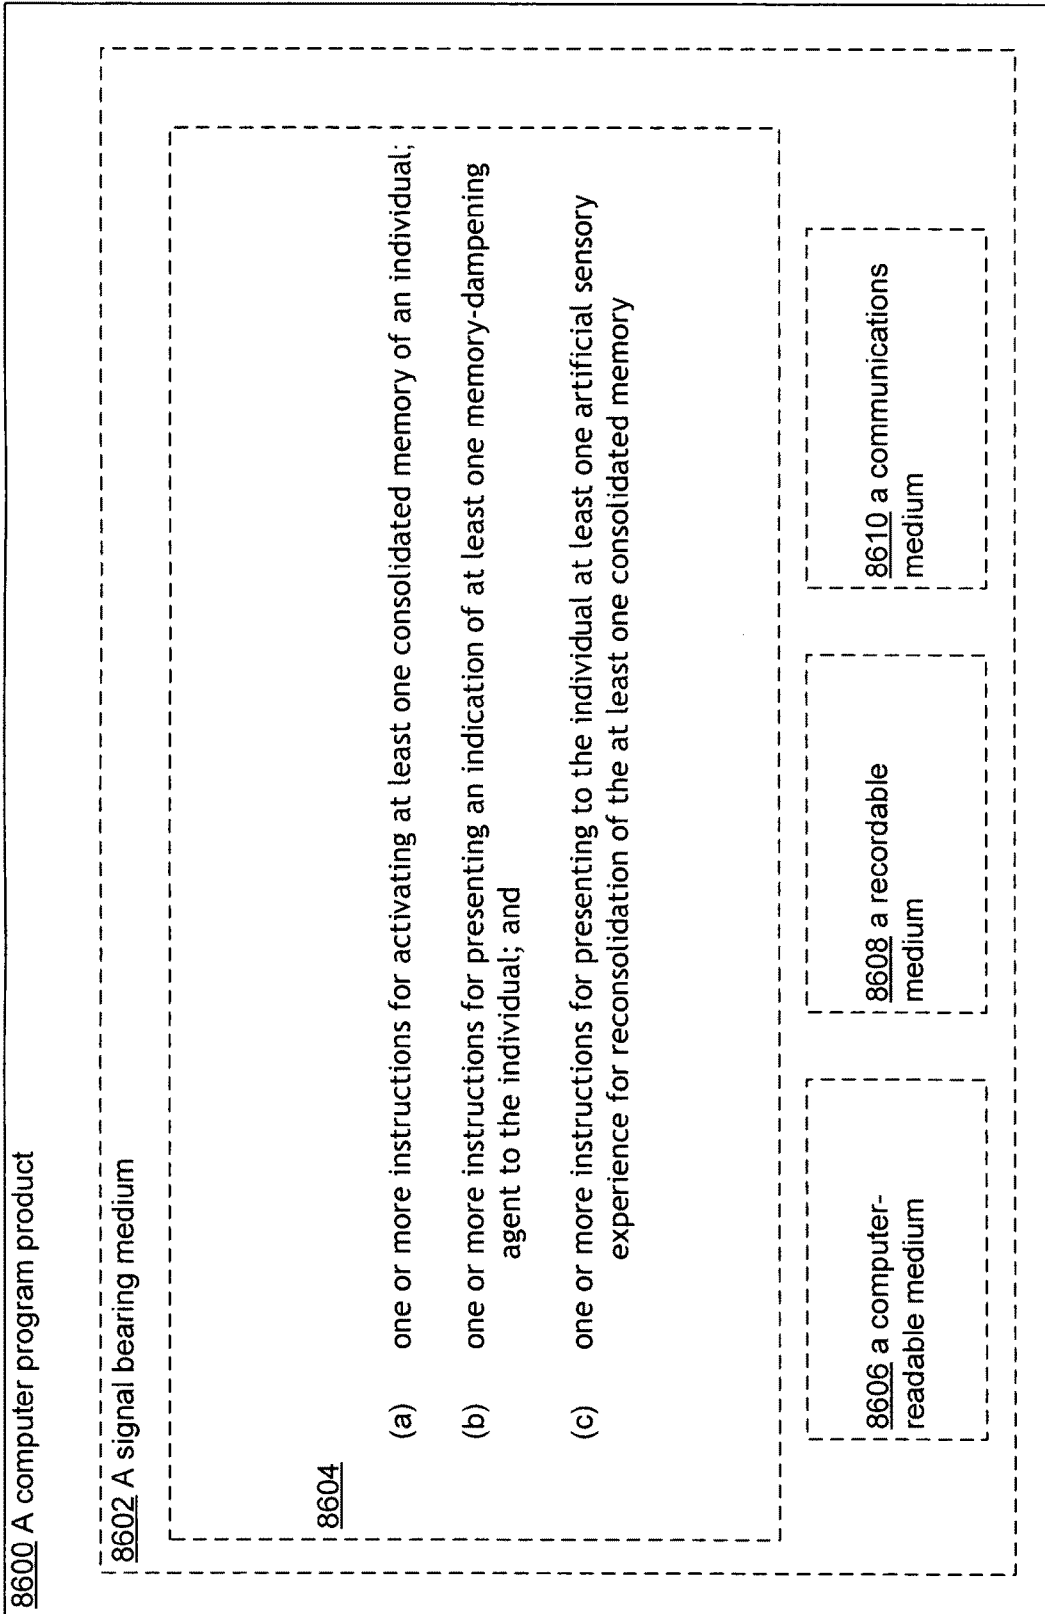 8600 A computer program product
8602 A signal bearing medium
8604
(a) one or more instructions for activating at least one consolidated memory of an individual;
(b) one or more instructions for presenting an indication of at least one memory-dampening
agent to the individual; and
(c) one or more instructions for presenting to the individual at least one artificial sensory
experience for reconsolidation of the at least one consolidated memory
8606 a computer-
readable medium
8608 a recordable
medium
8610 a communications
medium